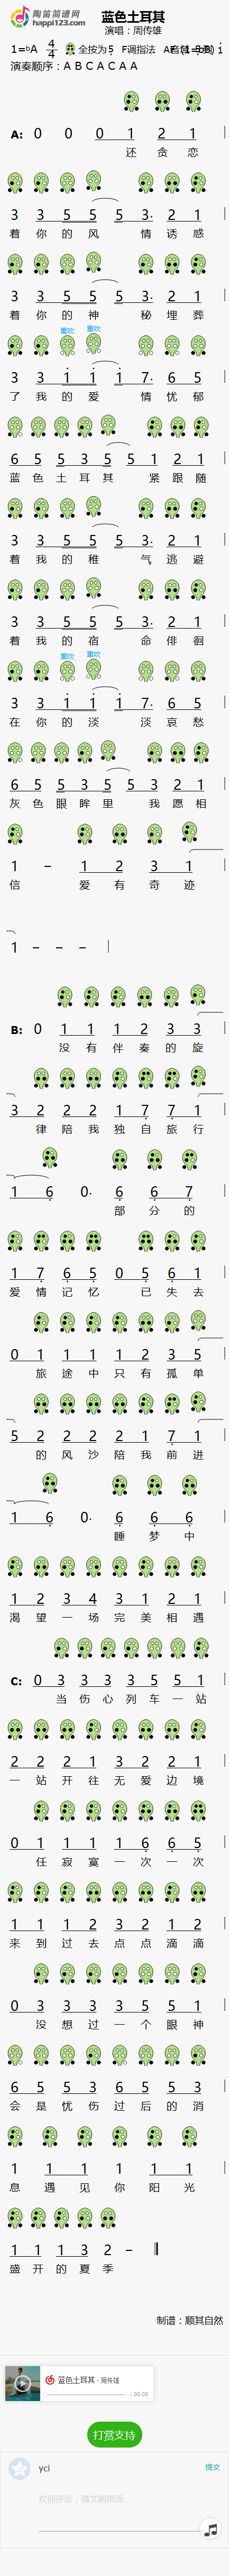 陶笛简谱网
happi123.com
蓝色土耳其
演唱：周传雄
1=♭A 4/4 全按为5 F调指法
演奏顺序：A B C A C A A
A: 0 0 0 1 2 1
还 贪 恋
3 3 5 5 5 3· 2 1
着 你 的 风 情 诱 惑
3 3 5 5 5 3· 2 1
着 你 的 神 秘 埋 葬
重吹 重吹
3 3 1 1 1 7· 6 5
了 我 的 爱 情 忧 郁
6 5 5 3 5 5 1 2 1
蓝 色 土 耳 其 紧 跟 随
3 3 5 5 5 3· 2 1
着 我 的 稚 气 逃 避
3 3 5 5 5 3· 2 1
着 我 的 宿 命 徘 徊
重吹 重吹
3 3 1 1 1 7· 6 5
在 你 的 淡 淡 哀 愁
6 5 5 3 5 5 3 2 1
灰 色 眼 眸 里 我 愿 相
1 – 1 2 3 1
信 爱 有 奇 迹
1 – – –
B: 0 1 1 1 2 3 3
没 有 伴 奏 的 旋
3 2 2 2 1 7 7 1
律 陪 我 独 自 旅 行
1 6 0· 6 6 7
部 分 的
1 7 6 5 0 5 6 1
爱 情 记 忆 已 失 去
0 1 1 1 1 2 3 5
旅 途 中 只 有 孤 单
5 2 2 2 2 1 7 1
的 风 沙 陪 我 前 进
1 6 0· 6 6 6
睡 梦 中
1 2 3 4 3 1 2 1
渴 望 一 场 完 美 相 遇
C: 0 3 3 3 3 5 5 1
当 伤 心 列 车 一 站
2 2 2 1 3 2 2 1
一 站 开 往 无 爱 边 境
0 1 1 1 1 6 6 5
任 寂 寞 一 次 一 次
1 1 1 2 3 2 1 2
来 到 过 去 点 点 滴 滴
0 3 3 3 3 5 5 1
没 想 过 一 个 眼 神
6 5 5 3 6 5 5 3
会 是 忧 伤 过 后 的 消
1 1 1 1 1 1
息 遇 见 你 阳 光
1 1 1 3 2 –
盛 开 的 夏 季
制谱：顺其自然
蓝色土耳其 - 周传雄
- 00:00
打赏支持
yci
提交
欢迎评论，请文明用语